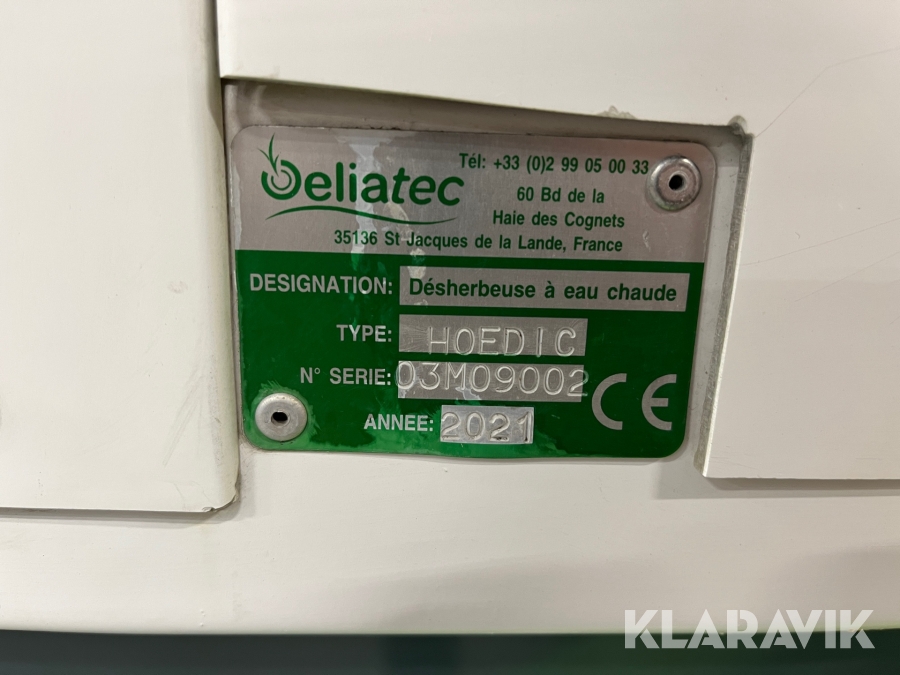 Oeliatec
Tél: +33 (0)2 99 05 00 33
60 Bd de la
Haie des Cognets
35136 St Jacques de la Lande, France
DESIGNATION: Désherbeuse à eau chaude
TYPE: HOEDIC
N° SERIE: 03M09002
CE
ANNEE: 2021
KLARAVIK